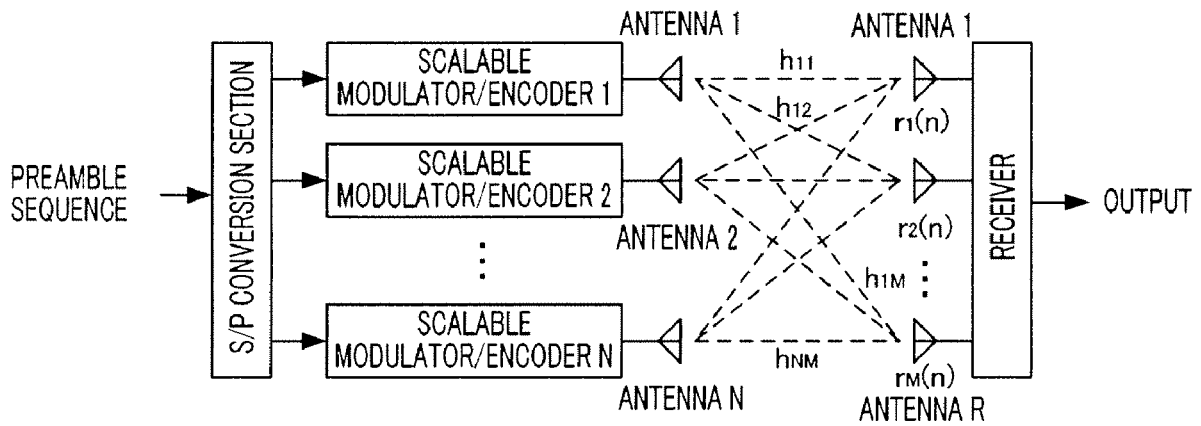 PREAMBLE
SEQUENCE
S/P CONVERSION SECTION
SCALABLE
MODULATOR/ENCODER 1
SCALABLE
MODULATOR/ENCODER 2
SCALABLE
MODULATOR/ENCODER N
ANTENNA 1
ANTENNA 2
ANTENNA N
h11
h12
h1M
hNM
ANTENNA 1
r1(n)
r2(n)
rM(n)
ANTENNA R
RECEIVER
OUTPUT